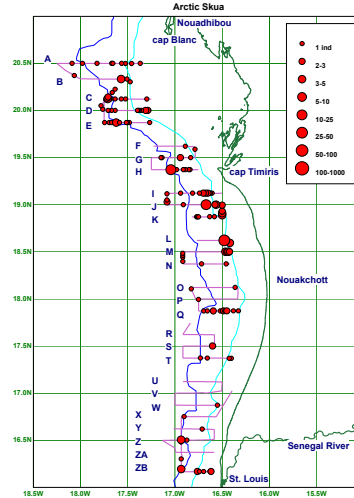 Arctic Skua
Nouadhibou
cap Blanc
1 ind
2-3
3-5
5-10
10-25
25-50
50-100
100-1000
20.5N
A
B
C
20.0N
D
E
19.5N
F
G
H
cap Timiris
19.0N
I
J
K
18.5N
L
M
N
Nouakchott
18.0N
O
P
Q
17.5N
R
S
T
17.0N
U
V
W
16.5N
X
Y
Z
ZA
ZB
Senegal River
St. Louis
18.0W 17.5W 17.0W 16.5W 16.0W 15.5W